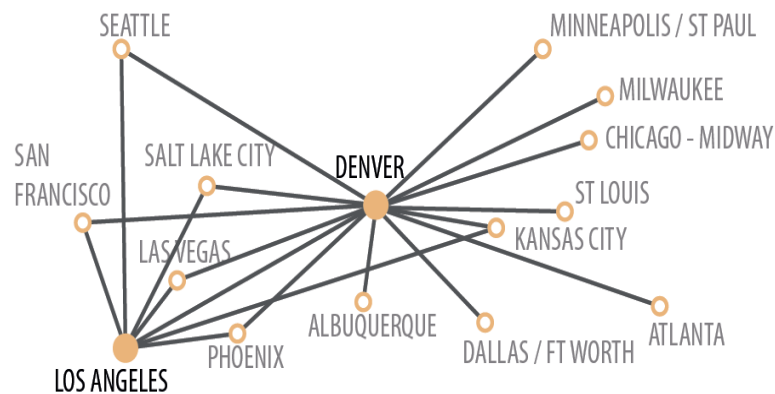 SEATTLE
MINNEAPOLIS / ST PAUL
MILWAUKEE
CHICAGO - MIDWAY
SAN
FRANCISCO
SALT LAKE CITY
DENVER
ST LOUIS
KANSAS CITY
LAS VEGAS
ALBUQUERQUE
ATLANTA
PHOENIX
DALLAS / FT WORTH
LOS ANGELES